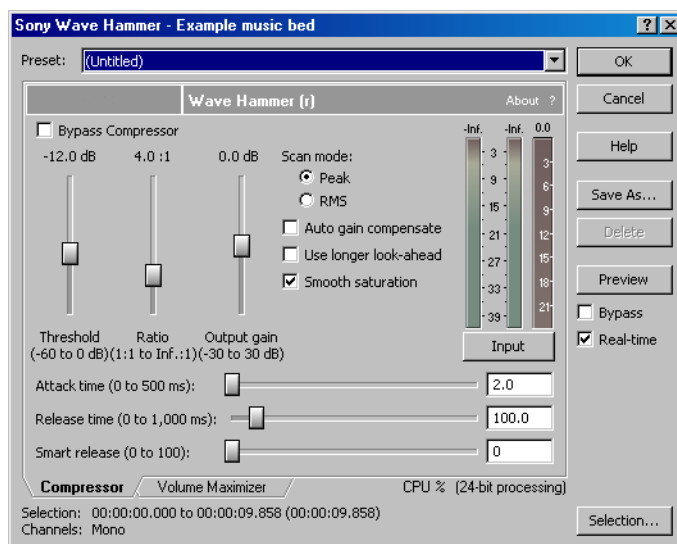 Sony Wave Hammer - Example music bed
Preset: (Untitled) OK
Wave Hammer (r) About ? Cancel
Bypass Compressor -Inf. -Inf. 0.0
-12.0 dB 4.0 :1 0.0 dB Scan mode: Help
Peak
RMS
Auto gain compensate
Use longer look-ahead
Smooth saturation
3
9
15
21
27
33
39
3
6
9
12
15
18
21
Save As...
Delete
Preview
Bypass
Real-time
Threshold Ratio Output gain
(-60 to 0 dB)(1:1 to Inf.:1)(-30 to 30 dB)
Input
Attack time (0 to 500 ms): 2.0
Release time (0 to 1,000 ms): 100.0
Smart release (0 to 100): 0
Compressor Volume Maximizer CPU % (24-bit processing)
Selection: 00:00:00.000 to 00:00:09.858 (00:00:09.858)
Channels: Mono
Selection...